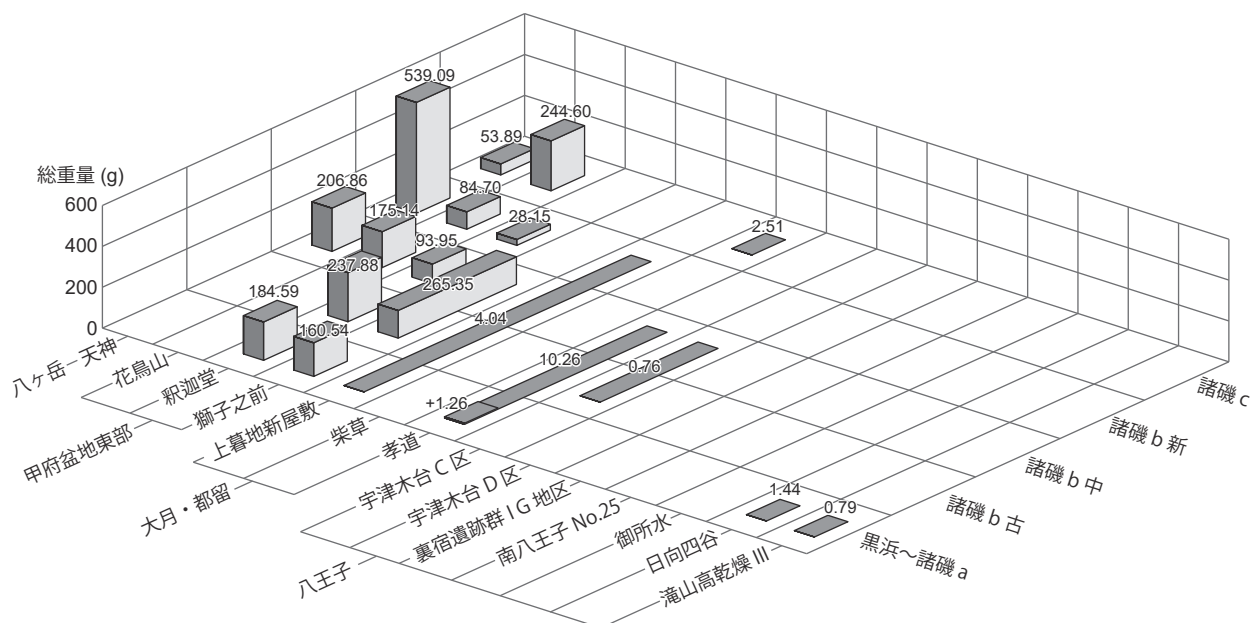 総重量 (g)
600
400
200
0
539.09
53.89
244.60
206.86
175.14
84.70
28.15
2.51
93.95
237.88
265.35
184.59
160.54
4.04
10.26
0.76
+1.26
1.44
0.79
八ヶ岳－天神
花鳥山
釈迦堂
獅子之前
上暮地新屋敷
柴草
孝道
宇津木台 C 区
宇津木台 D 区
裏宿遺跡群 I G 地区
南八王子 No.25
御所水
日向四谷
滝山高乾燥 III
甲府盆地東部
大月・都留
八王子
諸磯 c
諸磯 b 新
諸磯 b 中
諸磯 b 古
黒浜～諸磯 a